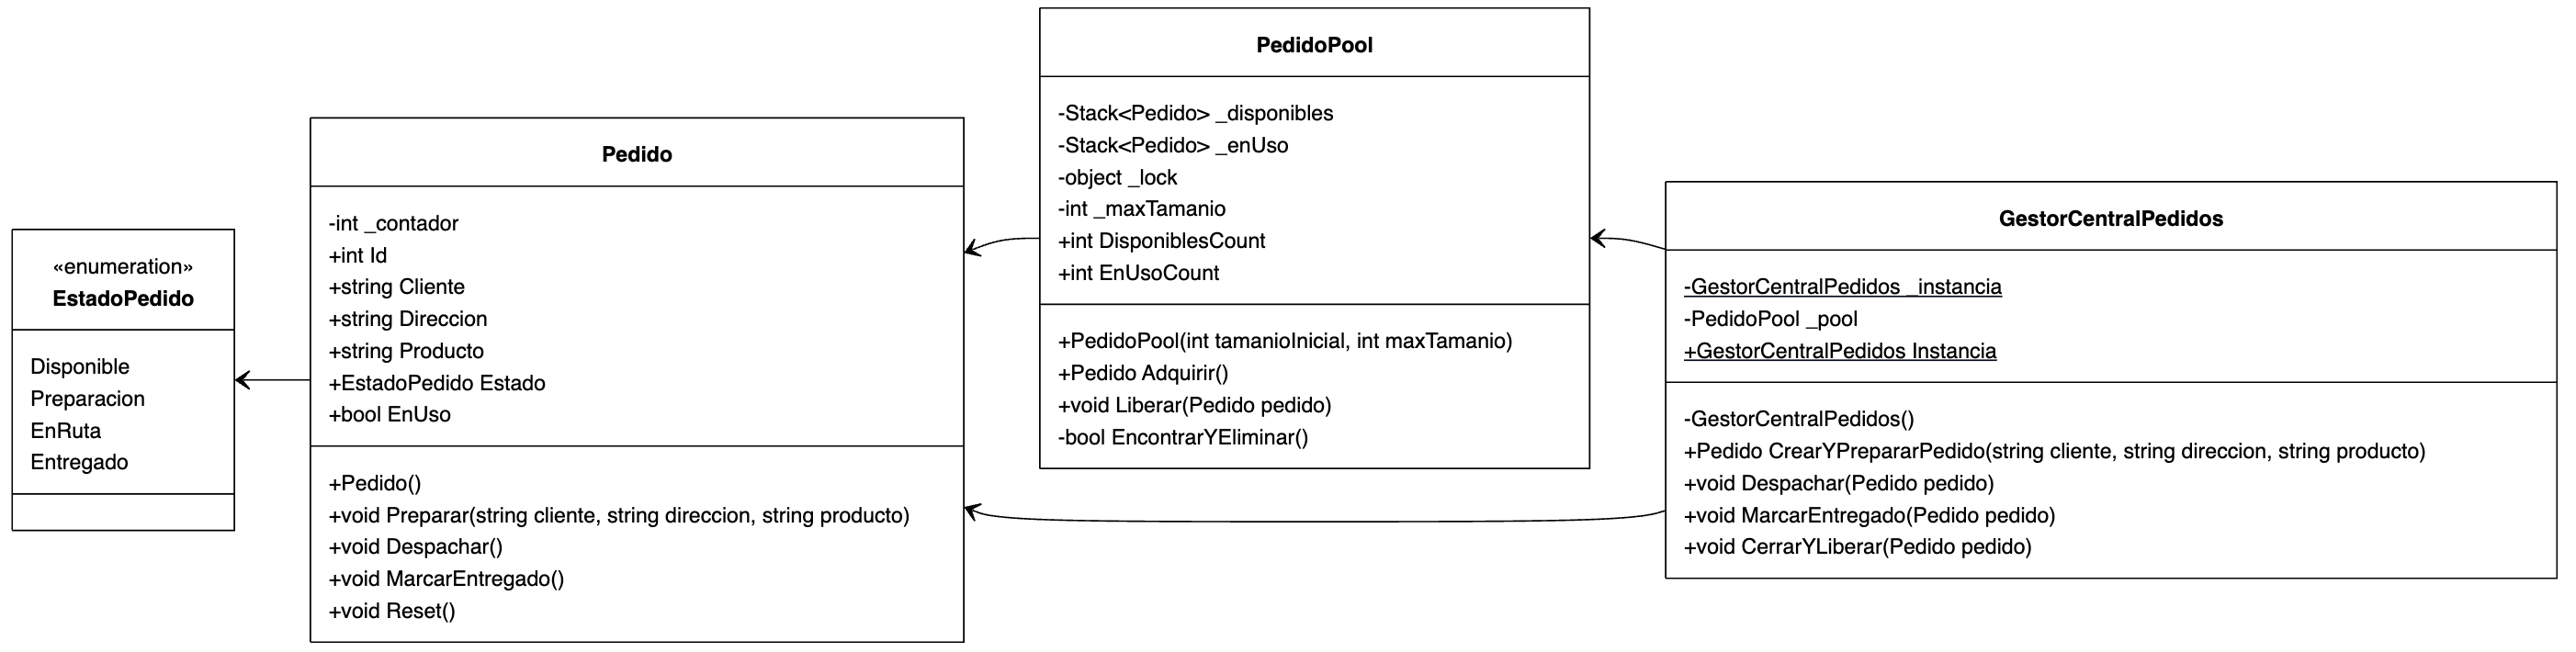 «enumeration»
EstadoPedido
Disponible
Preparacion
EnRuta
Entregado
Pedido
-int _contador
+int Id
+string Cliente
+string Direccion
+string Producto
+EstadoPedido Estado
+bool EnUso
+Pedido()
+void Preparar(string cliente, string direccion, string producto)
+void Despachar()
+void MarcarEntregado()
+void Reset()
PedidoPool
-Stack<Pedido> _disponibles
-Stack<Pedido> _enUso
-object _lock
-int _maxTamanio
+int DisponiblesCount
+int EnUsoCount
+PedidoPool(int tamanioInicial, int maxTamanio)
+Pedido Adquirir()
+void Liberar(Pedido pedido)
-bool EncontrarYEliminar()
GestorCentralPedidos
-GestorCentralPedidos _instancia
-PedidoPool _pool
+GestorCentralPedidos Instancia
-GestorCentralPedidos()
+Pedido CrearYPrepararPedido(string cliente, string direccion, string producto)
+void Despachar(Pedido pedido)
+void MarcarEntregado(Pedido pedido)
+void CerrarYLiberar(Pedido pedido)